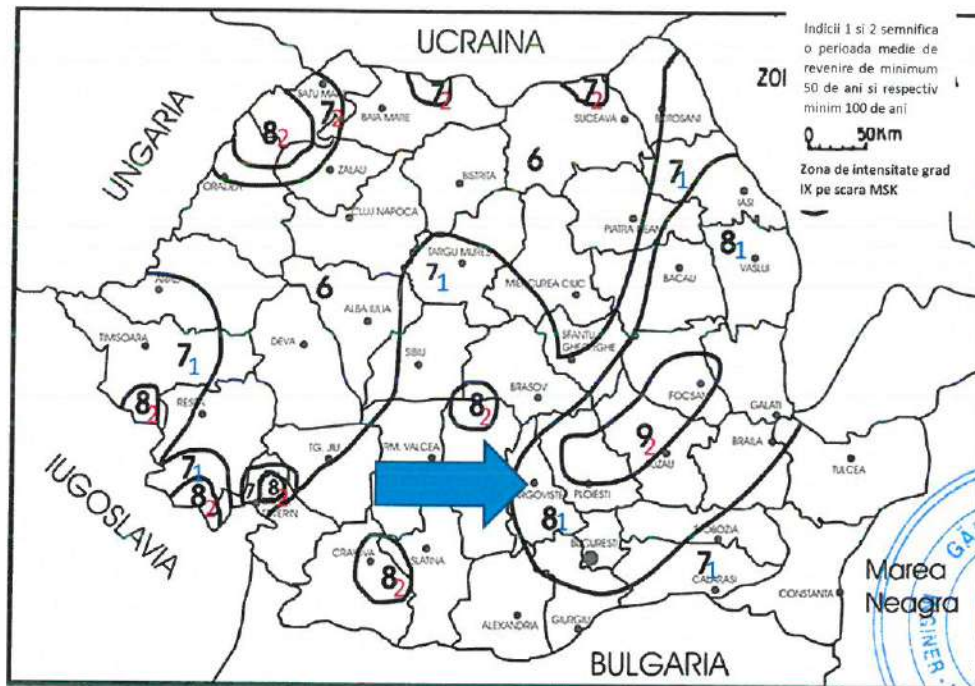 UCRAINA
Indicii 1 si 2 semnifica
o perioada medie de
revenire de minimum
50 de ani si respectiv
minim 100 de ani
0 50Km
Zona de intensitate grad
IX pe scara MSK
UNGARIA
SATU MARE
7 2
BAIA MARE
7 2
7 2
SUCEAVA
BOTOSANI
8 2
ORADEA
ZALAU
BISTRITA
6
7 1
IASI
CLUJ NAPOCA
PIATRA NEAMT
8 1
VASLUI
TARGU MURES
7 1
BACAU
MIERCUREA CIUC
ARAD
6
ALBA IULIA
TIMSOARA
7 1
DEVA
SIBIU
SFANTU
GHEORGHE
BRASOV
FOCSANI
8 2
RESITA
8 2
GALATI
9 2
BUZAU
BRAILA
TULCEA
IUGOSLAVIA
TG. JIU
RM. VALCEA
7 1
8 2
7 8
SEVERIN
PLOIESTI
8 1
BUCURESTI
SLOBOZIA
7 1
CALARASI
CONSTANTA
Marea
Neagra
CRAIOVA
8 2
SLATINA
ALEXANDRIA
GIURGIU
BULGARIA